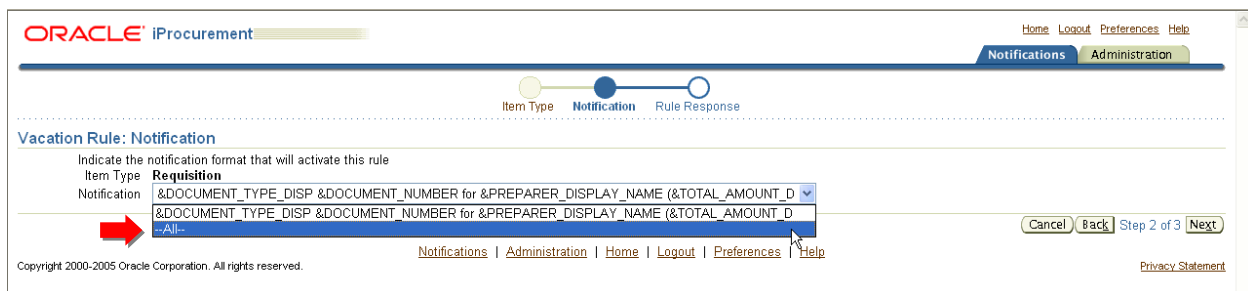 ORACLE® iProcurement
Home Logout Preferences Help
Notifications Administration
Item Type Notification Rule Response
Vacation Rule: Notification
Indicate the notification format that will activate this rule
Item Type Requisition
Notification &DOCUMENT_TYPE_DISP &DOCUMENT_NUMBER for &PREPARER_DISPLAY_NAME (&TOTAL_AMOUNT_D
&DOCUMENT_TYPE_DISP &DOCUMENT_NUMBER for &PREPARER_DISPLAY_NAME (&TOTAL_AMOUNT_D
--All--
Cancel Back Step 2 of 3 Next
Notifications | Administration | Home | Logout | Preferences | Help
Copyright 2000-2005 Oracle Corporation. All rights reserved.
Privacy Statement